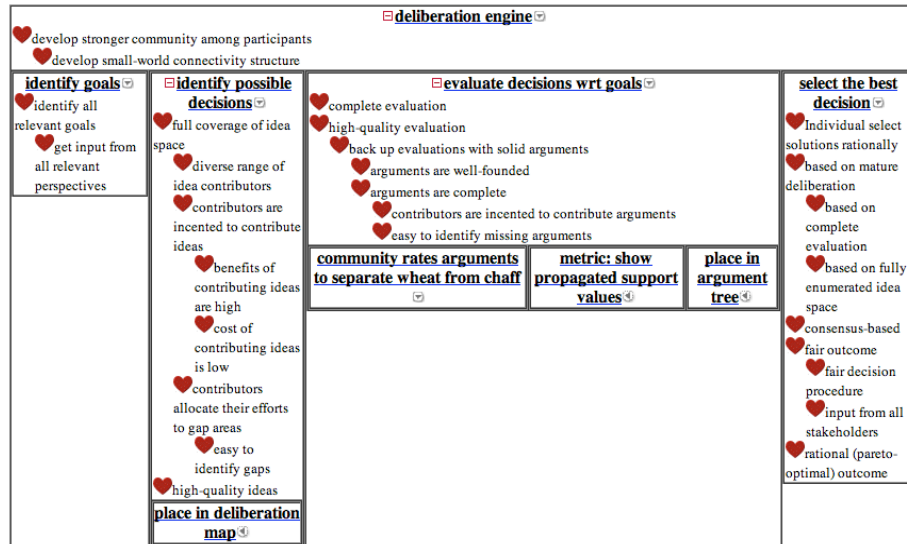 deliberation engine
develop stronger community among participants
develop small-world connectivity structure
identify goals
identify all
relevant goals
get input from
all relevant
perspectives
identify possible
decisions
full coverage of idea
space
diverse range of
idea contributors
contributors are
incented to contribute
ideas
benefits of
contributing ideas
are high
cost of
contributing ideas
is low
contributors
allocate their efforts
to gap areas
easy to
identify gaps
high-quality ideas
place in deliberation
map
evaluate decisions wrt goals
complete evaluation
high-quality evaluation
back up evaluations with solid arguments
arguments are well-founded
arguments are complete
contributors are incented to contribute arguments
easy to identify missing arguments
community rates arguments
to separate wheat from chaff
metric: show
propagated support
values
place in
argument
tree
select the best
decision
Individual select
solutions rationally
based on mature
deliberation
based on
complete
evaluation
based on fully
enumerated idea
space
consensus-based
fair outcome
fair decision
procedure
input from all
stakeholders
rational (pareto-
optimal) outcome